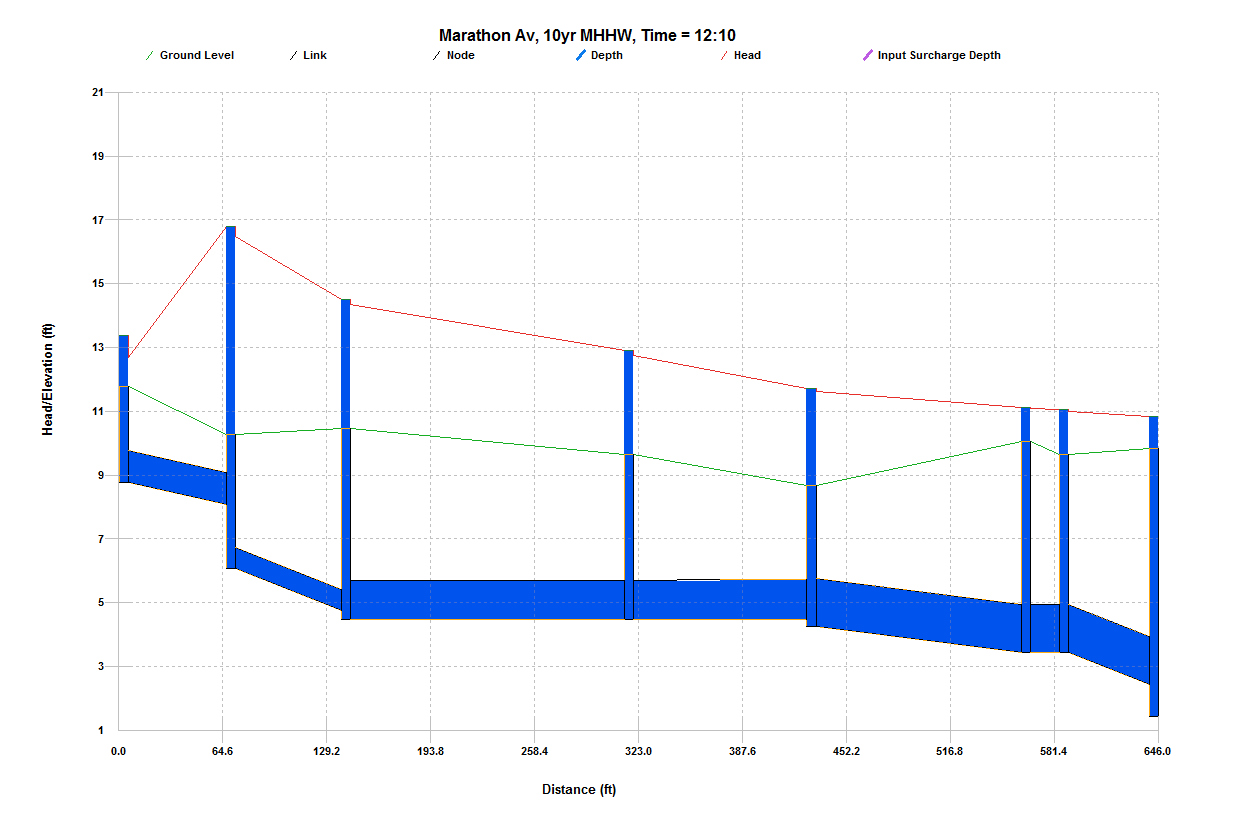 Marathon Av, 10yr MHHW, Time = 12:10
Ground Level Link Node Depth Head Input Surcharge Depth
21
19
17
15
13
11
9
7
5
3
1
Head/Elevation (ft)
0.0 64.6 129.2 193.8 258.4 323.0 387.6 452.2 516.8 581.4 646.0
Distance (ft)